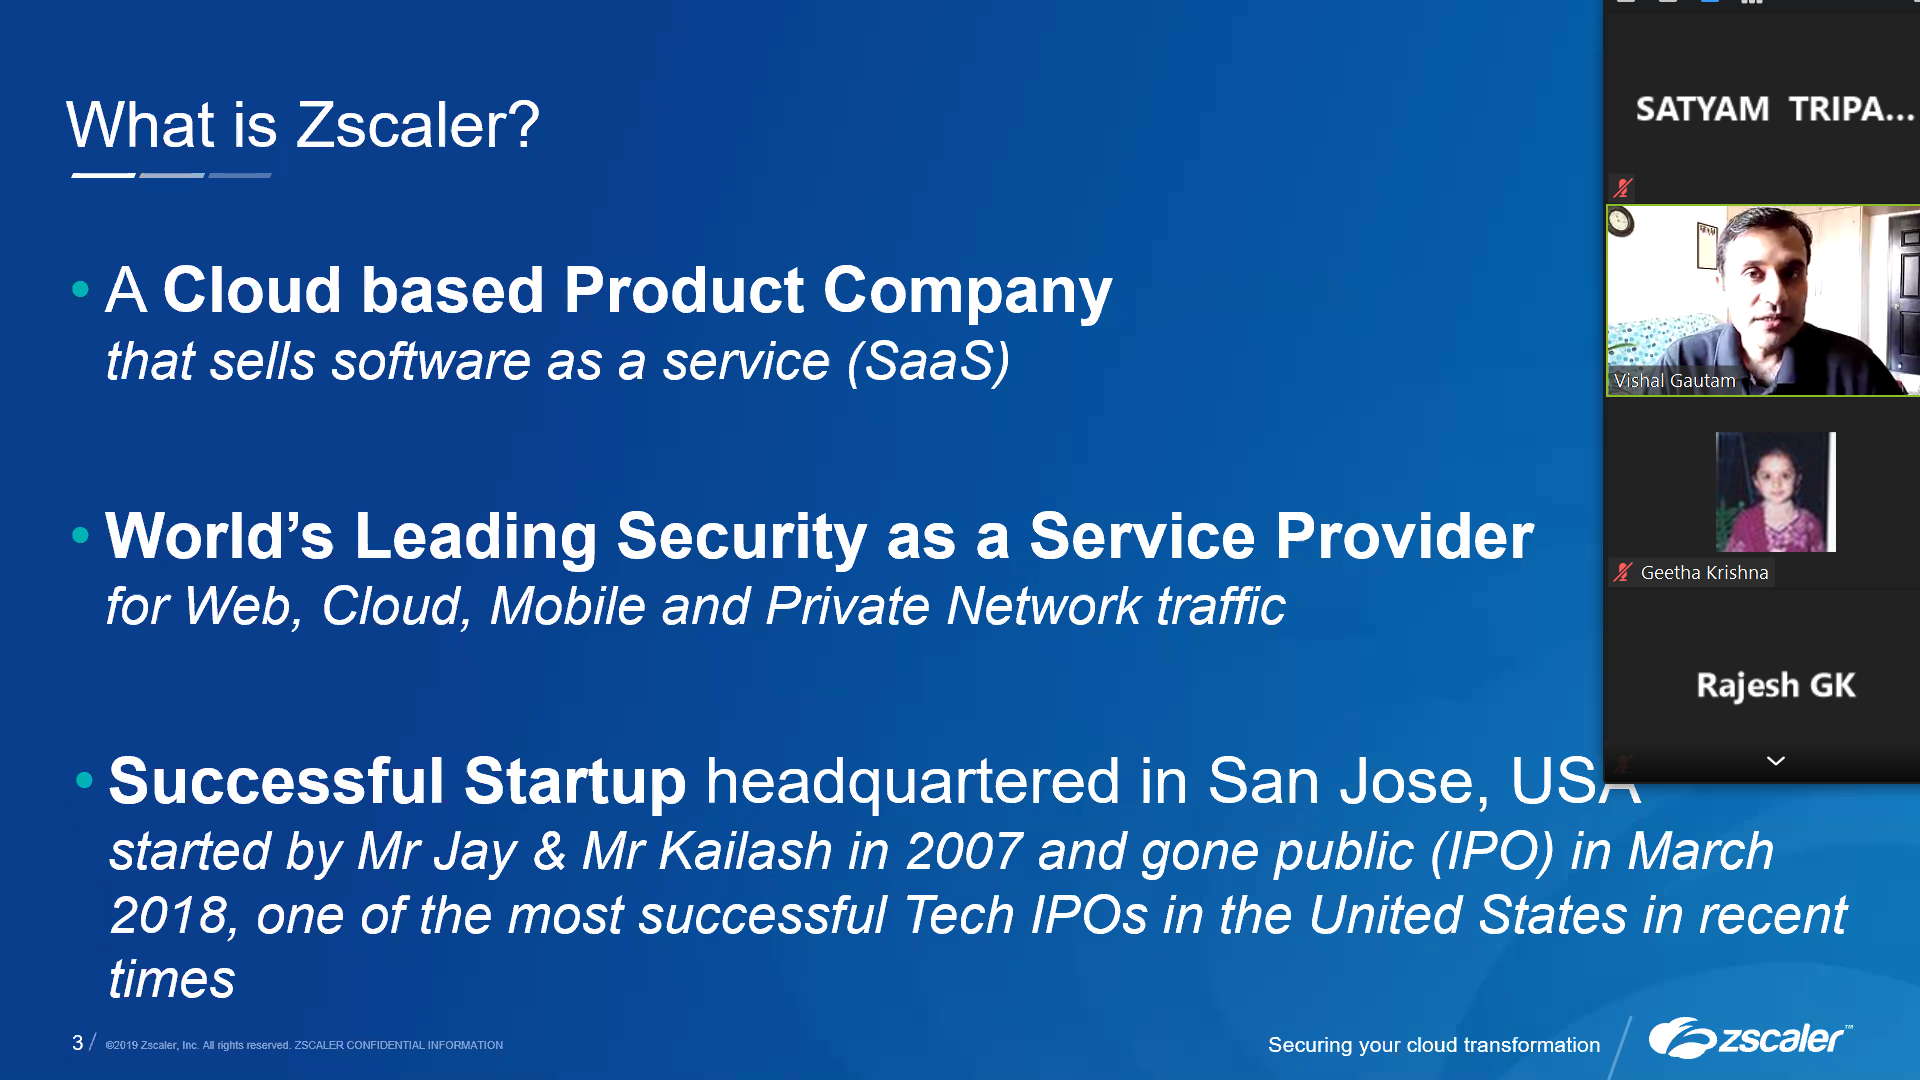 What is Zscaler?
• A Cloud based Product Company
that sells software as a service (SaaS)
• World’s Leading Security as a Service Provider
for Web, Cloud, Mobile and Private Network traffic
• Successful Startup headquartered in San Jose, USA
started by Mr Jay & Mr Kailash in 2007 and gone public (IPO) in March
2018, one of the most successful Tech IPOs in the United States in recent
times
3 / ©2019 Zscaler, Inc. All rights reserved. ZSCALER CONFIDENTIAL INFORMATION
Securing your cloud transformation
zscaler™
SATYAM TRIPA...
Vishal Gautam
Geetha Krishna
Rajesh GK